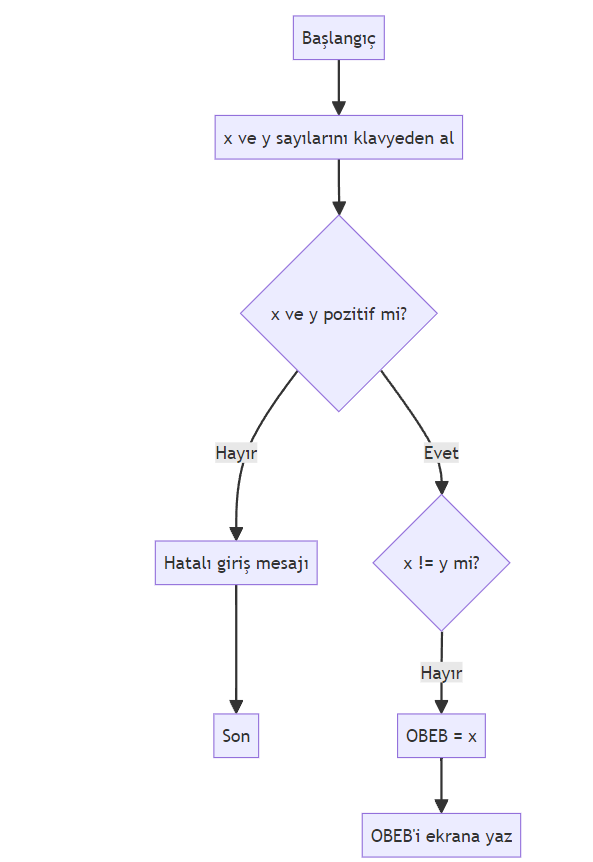 Başlangıç
x ve y sayılarını klavyeden al
x ve y pozitif mi?
Hayır
Evet
Hatalı giriş mesajı
x != y mi?
Hayır
Son
OBEB = x
OBEB'i ekrana yaz